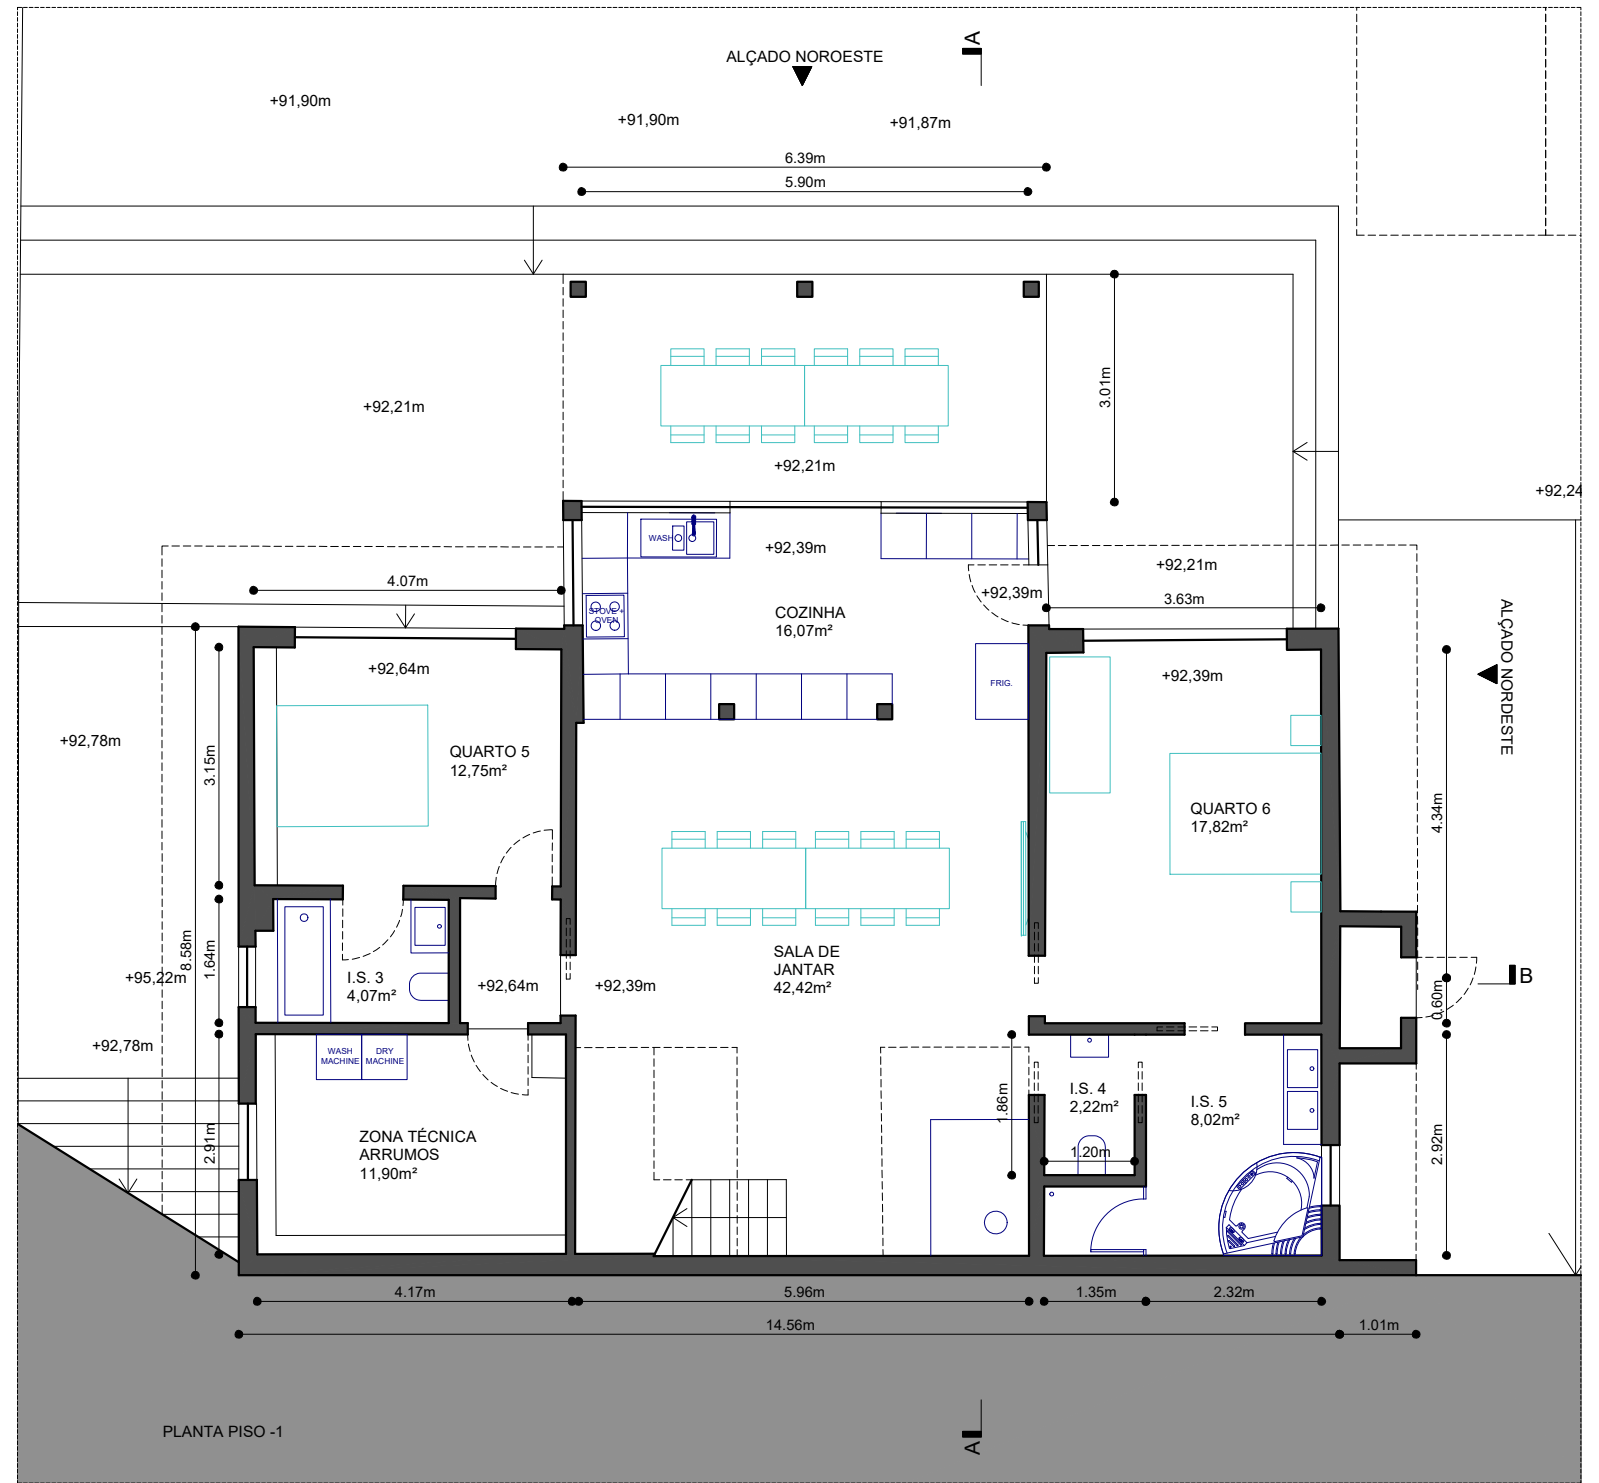 A
ALÇADO NOROESTE
+91,90m
+91,90m
+91,87m
6.39m
5.90m
3.01m
+92,21m
+92,21m
+92,24
WASH
+92,39m
+92,21m
4.07m
+92,39m
3.63m
STOVE +
OVEN
COZINHA
16,07m²
ALÇADO NORDESTE
+92,64m
+92,39m
FRIG.
+92,78m
QUARTO 5
12,75m²
3.15m
QUARTO 6
17,82m²
4.34m
8.58m
1.64m
SALA DE
JANTAR
42,42m²
+95,22m
I.S. 3
4,07m²
+92,64m
+92,39m
B
0.60m
+92,78m
WASH
MACHINE
DRY
MACHINE
1.86m
I.S. 4
2,22m²
I.S. 5
8,02m²
2.91m
ZONA TÉCNICA
ARRUMOS
11,90m²
1.20m
2.92m
4.17m
5.96m
1.35m
2.32m
14.56m
1.01m
PLANTA PISO -1
A